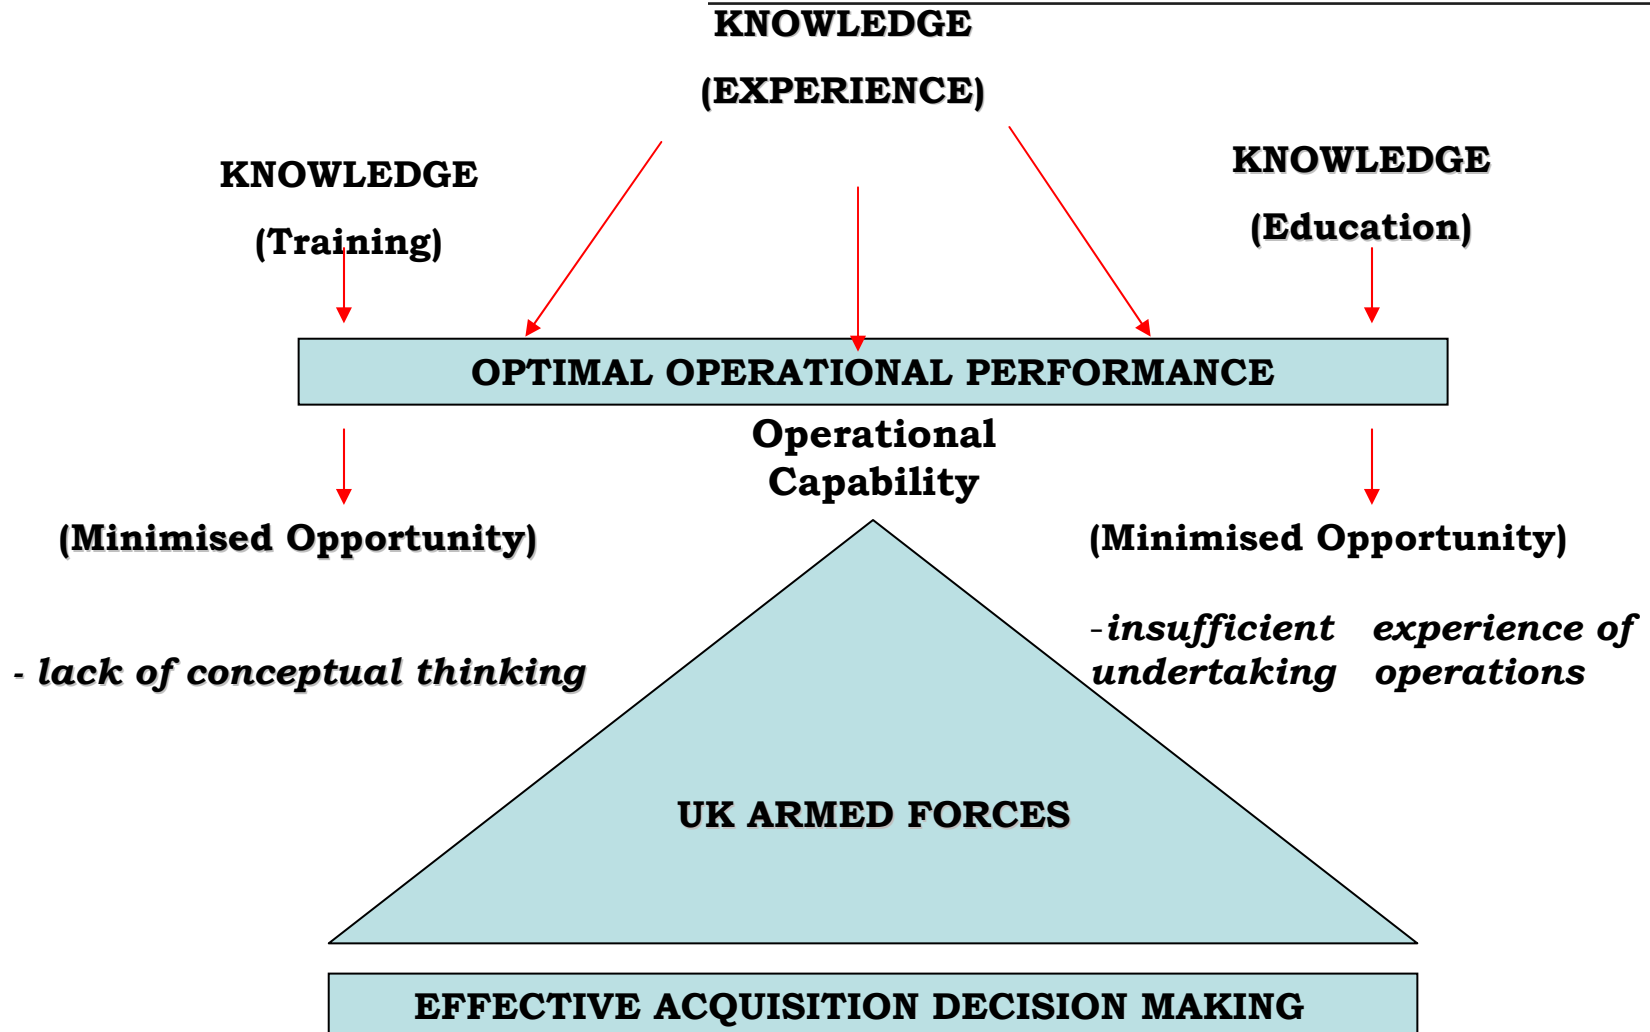 KNOWLEDGE
(EXPERIENCE)
KNOWLEDGE
(Training)
KNOWLEDGE
(Education)
OPTIMAL OPERATIONAL PERFORMANCE
Operational
Capability
(Minimised Opportunity)
(Minimised Opportunity)
- lack of conceptual thinking
-insufficient experience of
undertaking operations
UK ARMED FORCES
EFFECTIVE ACQUISITION DECISION MAKING